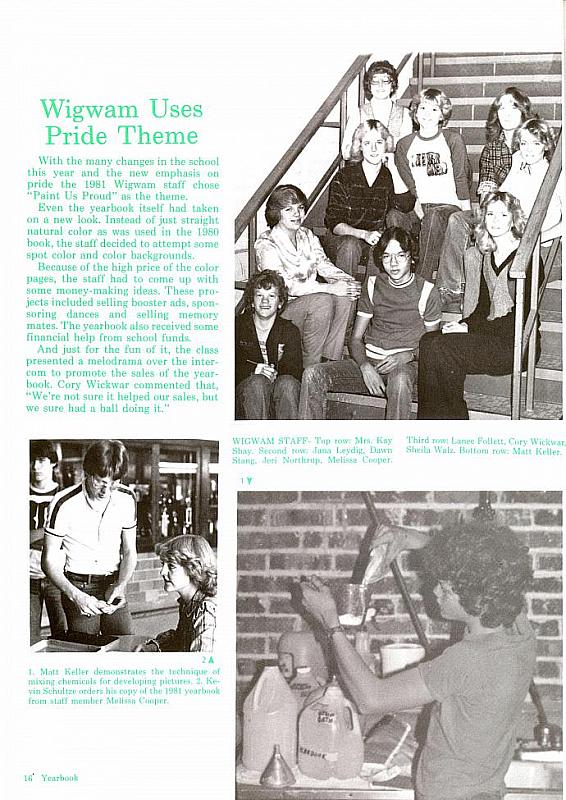 Wigwam Uses
Pride Theme
With the many changes in the school
this year and the new emphasis on
pride the 1981 Wigwam staff chose
"Paint Us Proud" as the theme.
Even the yearbook itself had taken
on a new look. Instead of just straight
natural color as was used in the 1980
book, the staff decided to attempt some
spot color and color backgrounds.
Because of the high price of the color
pages, the staff had to come up with
some money-making ideas. These pro-
jects included selling booster ads, spon-
soring dances and selling memory
mates. The yearbook also received some
financial help from school funds.
And just for the fun of it, the class
presented a melodrama over the inter-
com to promote the sales of the year-
book. Cory Wickwar commented that,
"We're not sure it helped our sales, but
we sure had a ball doing it."
WIGWAM STAFF- Top row: Mrs. Kay
Shay. Second row: Jana Leydig, Dawn
Stang, Jeri Northrup, Melissa Cooper.
Third row: Lanee Follett, Cory Wickwar,
Sheila Walz. Bottom row: Matt Keller.
1
2
1. Matt Keller demonstrates the technique of
mixing chemicals for developing pictures. 2. Ke-
vin Schultze orders his copy of the 1981 yearbook
from staff member Melissa Cooper.
16 Yearbook